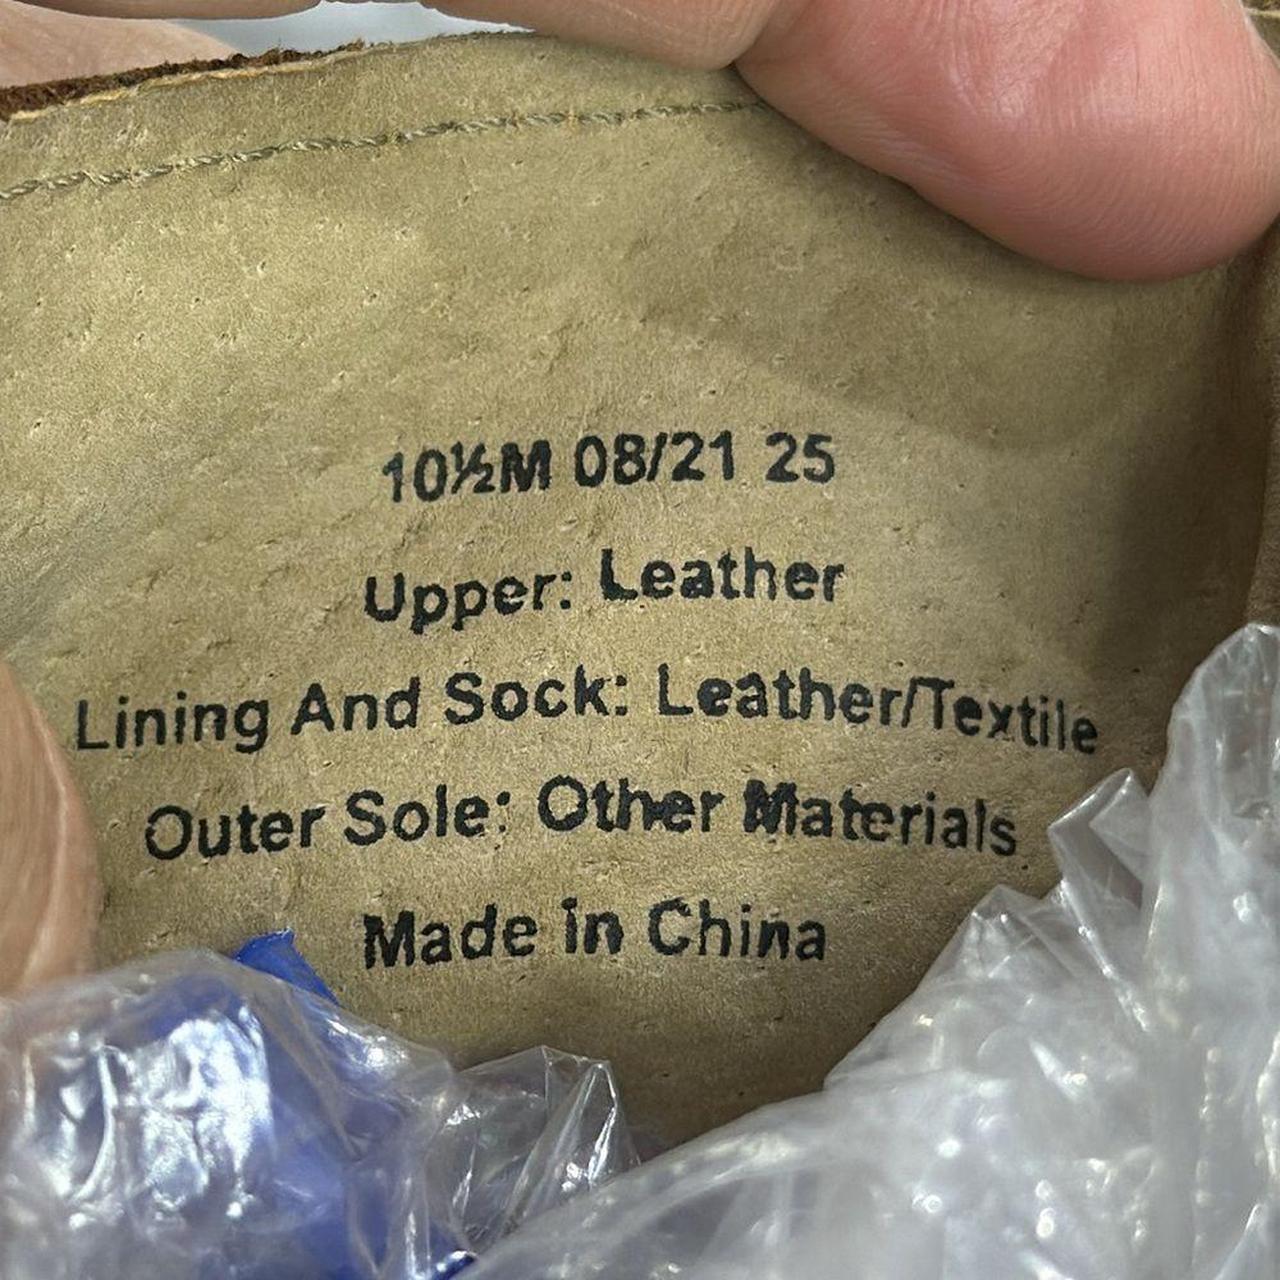 10½M 08/21 25
Upper: Leather
Lining And Sock: Leather/Textile
Outer Sole: Other Materials
Made in China